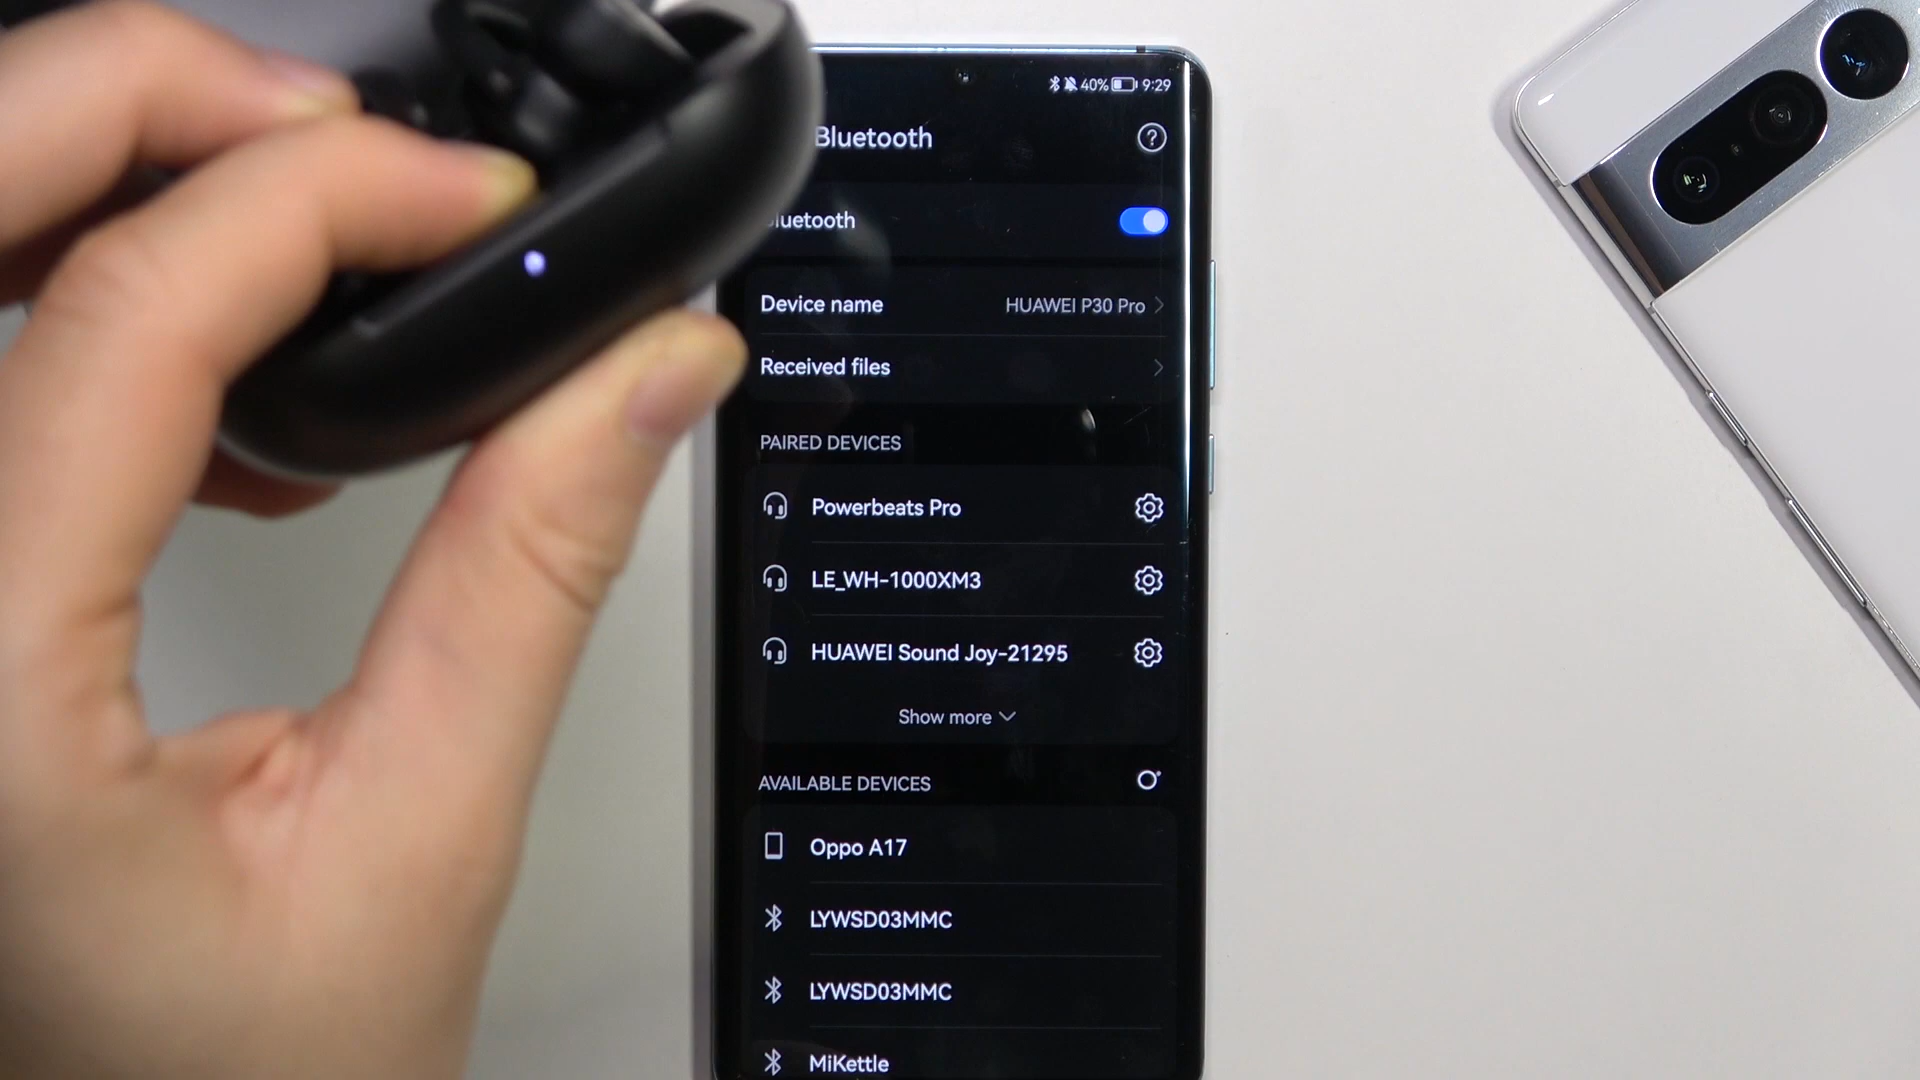 40% 9:29
Bluetooth
Bluetooth
Device name HUAWEI P30 Pro
Received files
PAIRED DEVICES
Powerbeats Pro
LE_WH-1000XM3
HUAWEI Sound Joy-21295
Show more
AVAILABLE DEVICES
Oppo A17
LYWSD03MMC
LYWSD03MMC
MiKettle